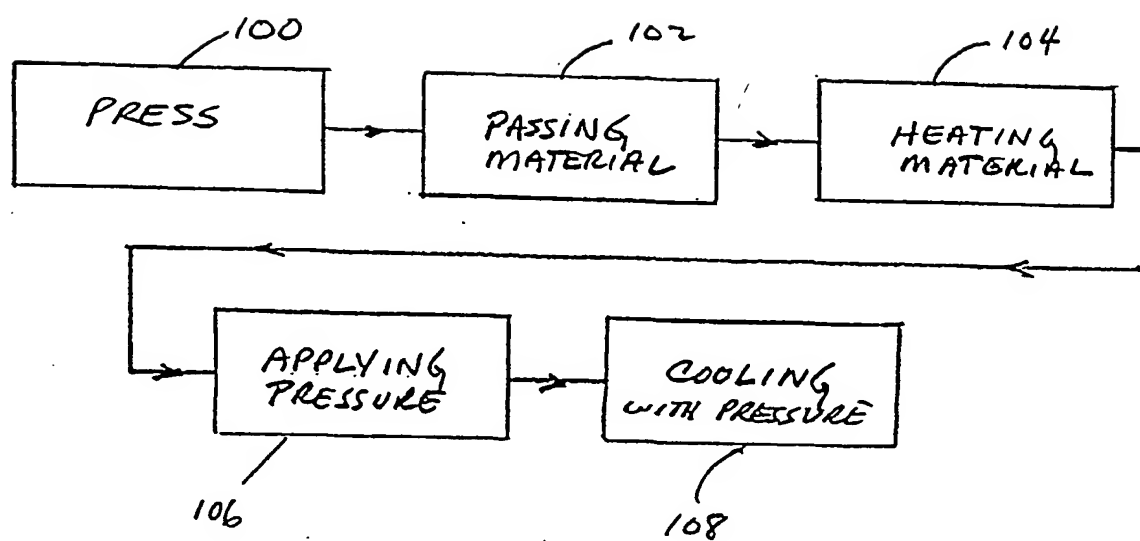 100
102
104
PRESS
PASSING
MATERIAL
HEATING
MATERIAL
APPLYING
PRESSURE
COOLING
WITH PRESSURE
106
108